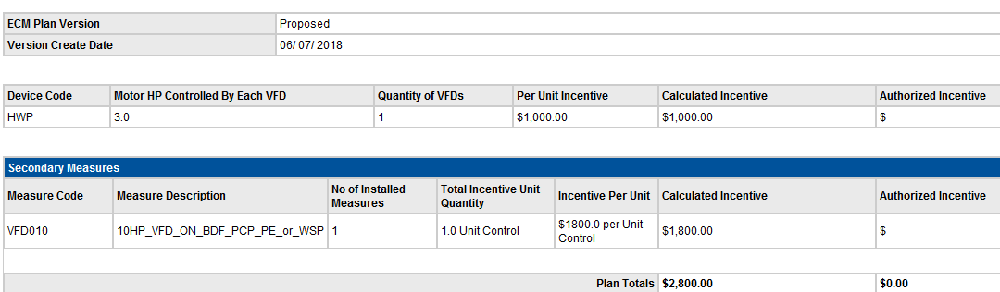 ECM Plan Version Proposed
Version Create Date 06/ 07/ 2018
Device Code Motor HP Controlled By Each VFD Quantity of VFDs Per Unit Incentive Calculated Incentive Authorized Incentive
HWP 3.0 1 $1,000.00 $1,000.00 $
Secondary Measures
Measure Code Measure Description No of Installed Measures Total Incentive Unit Quantity Incentive Per Unit Calculated Incentive Authorized Incentive
VFD010 10HP_VFD_ON_BDF_PCP_PE_or_WSP 1 1.0 Unit Control $1800.0 per Unit Control $1,800.00 $
Plan Totals $2,800.00 $0.00